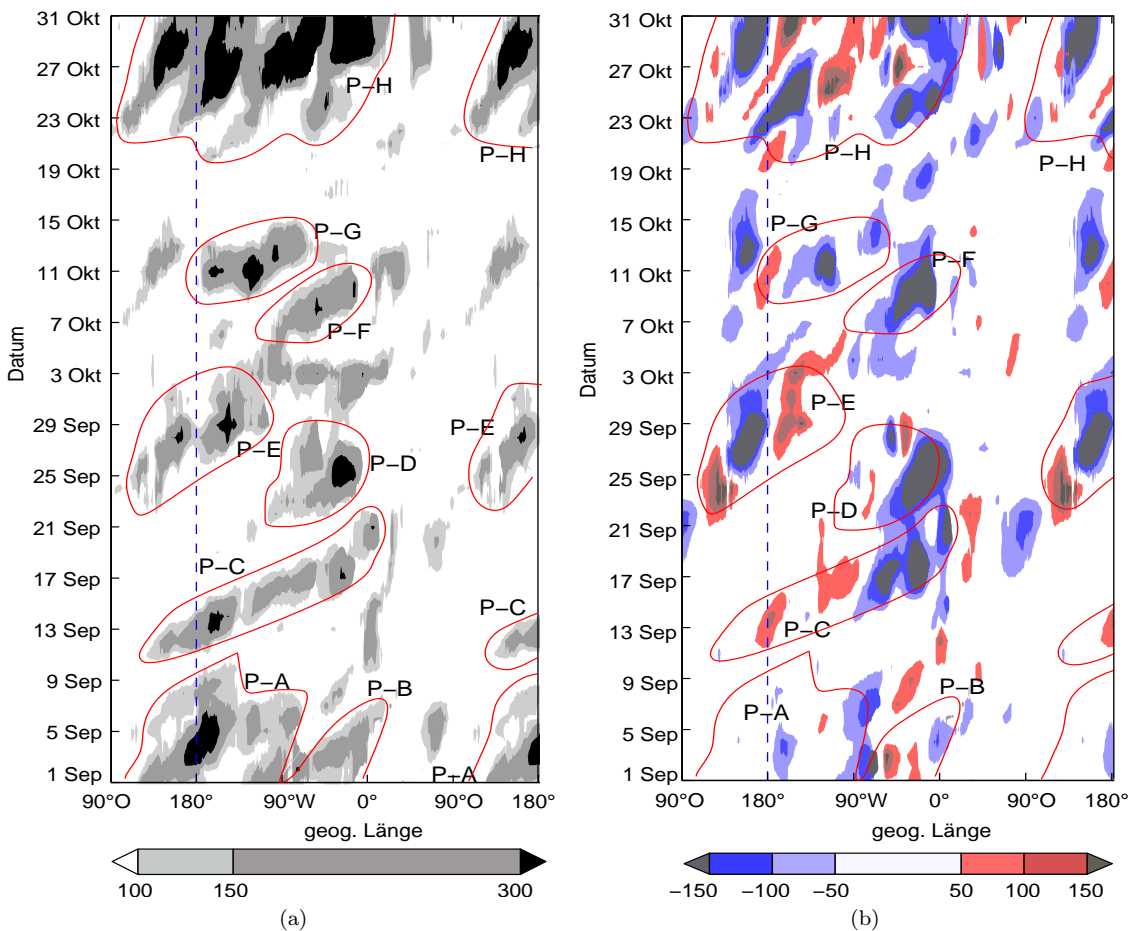 31 Okt
27 Okt
23 Okt
19 Okt
15 Okt
11 Okt
7 Okt
3 Okt
29 Sep
25 Sep
21 Sep
17 Sep
13 Sep
9 Sep
5 Sep
1 Sep
Datum
P–H
P–H
P–G
P–F
P–E
P–E
P–D
P–C
P–C
P–A
P–B
P–A
90°O 180° 90°W 0° 90°O 180°
geog. Länge
100 150 300
(a)
31 Okt
27 Okt
23 Okt
19 Okt
15 Okt
11 Okt
7 Okt
3 Okt
29 Sep
25 Sep
21 Sep
17 Sep
13 Sep
9 Sep
5 Sep
1 Sep
Datum
P–H
P–H
P–G
P–F
P–E
P–D
P–C
P–B
P–A
90°O 180° 90°W 0° 90°O 180°
geog. Länge
−150 −100 −50 50 100 150
(b)